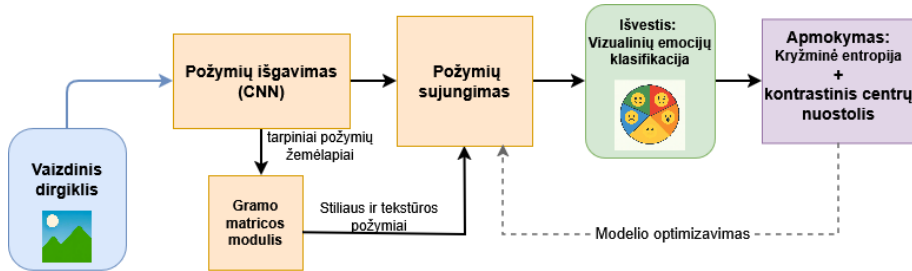 Vaizdinis
dirgiklis
Požymių išgavimas
(CNN)
tarpiniai požymių
žemėlapiai
Gramo
matricos
modulis
Stiliaus ir tekstūros
požymiai
Požymių
sujungimas
Išvestis:
Vizualinių emocijų
klasifikacija
Apmokymas:
Kryžminė entropija
+
kontrastinis centrų
nuostolis
Modelio optimizavimas